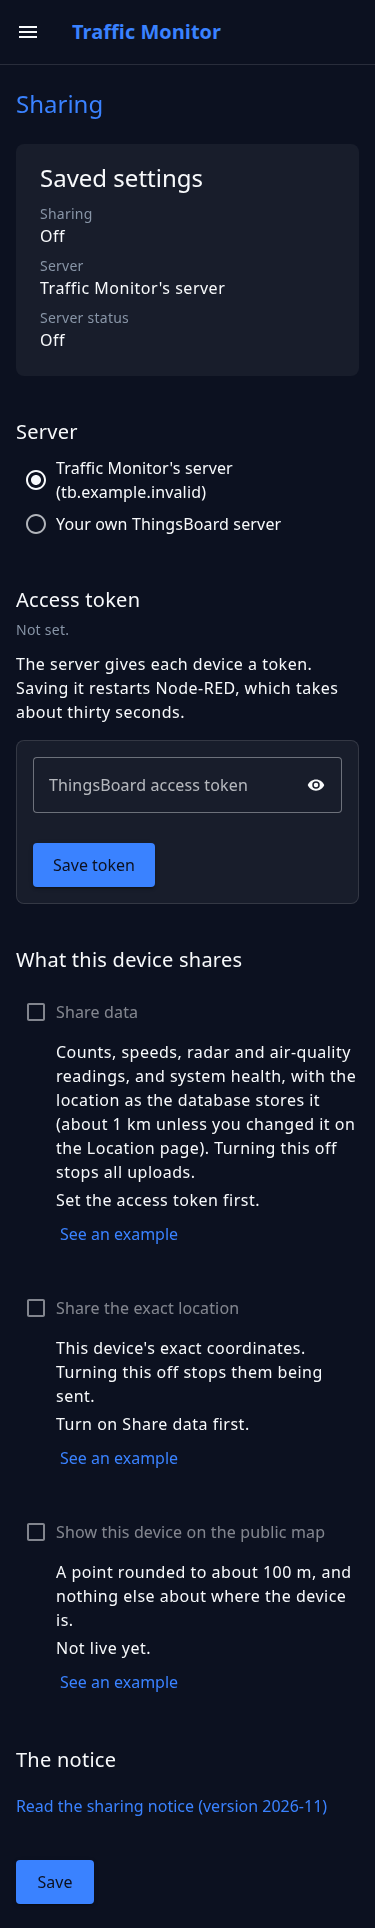 Traffic Monitor
Sharing
Saved settings
Sharing
Off
Server
Traffic Monitor's server
Server status
Off
Server
Traffic Monitor's server
(tb.example.invalid)
Your own ThingsBoard server
Access token
Not set.
The server gives each device a token.
Saving it restarts Node-RED, which takes
about thirty seconds.
ThingsBoard access token
Save token
What this device shares
Share data
Counts, speeds, radar and air-quality
readings, and system health, with the
location as the database stores it
(about 1 km unless you changed it on
the Location page). Turning this off
stops all uploads.
Set the access token first.
See an example
Share the exact location
This device's exact coordinates.
Turning this off stops them being
sent.
Turn on Share data first.
See an example
Show this device on the public map
A point rounded to about 100 m, and
nothing else about where the device
is.
Not live yet.
See an example
The notice
Read the sharing notice (version 2026-11)
Save